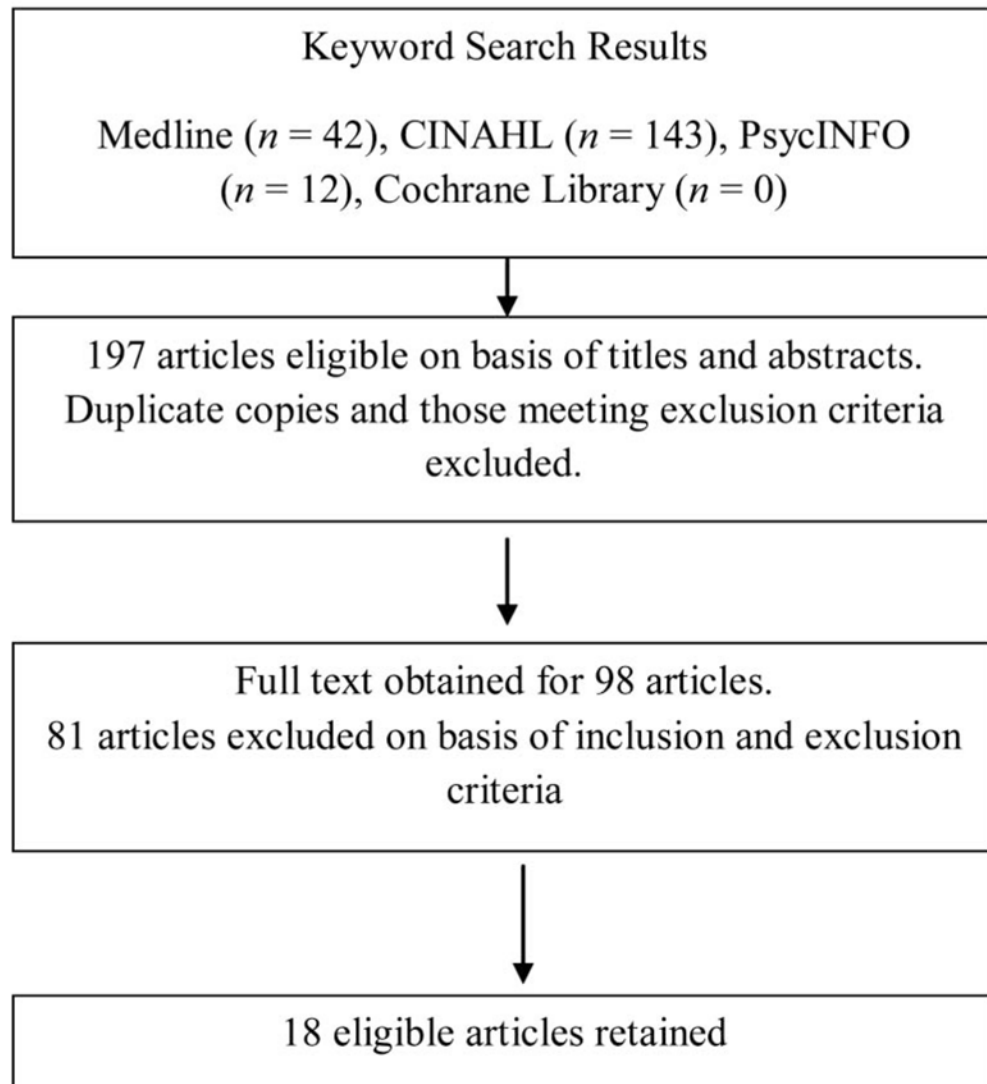 Keyword Search Results
Medline (n = 42), CINAHL (n = 143), PsycINFO
(n = 12), Cochrane Library (n = 0)
197 articles eligible on basis of titles and abstracts.
Duplicate copies and those meeting exclusion criteria
excluded.
Full text obtained for 98 articles.
81 articles excluded on basis of inclusion and exclusion
criteria
18 eligible articles retained